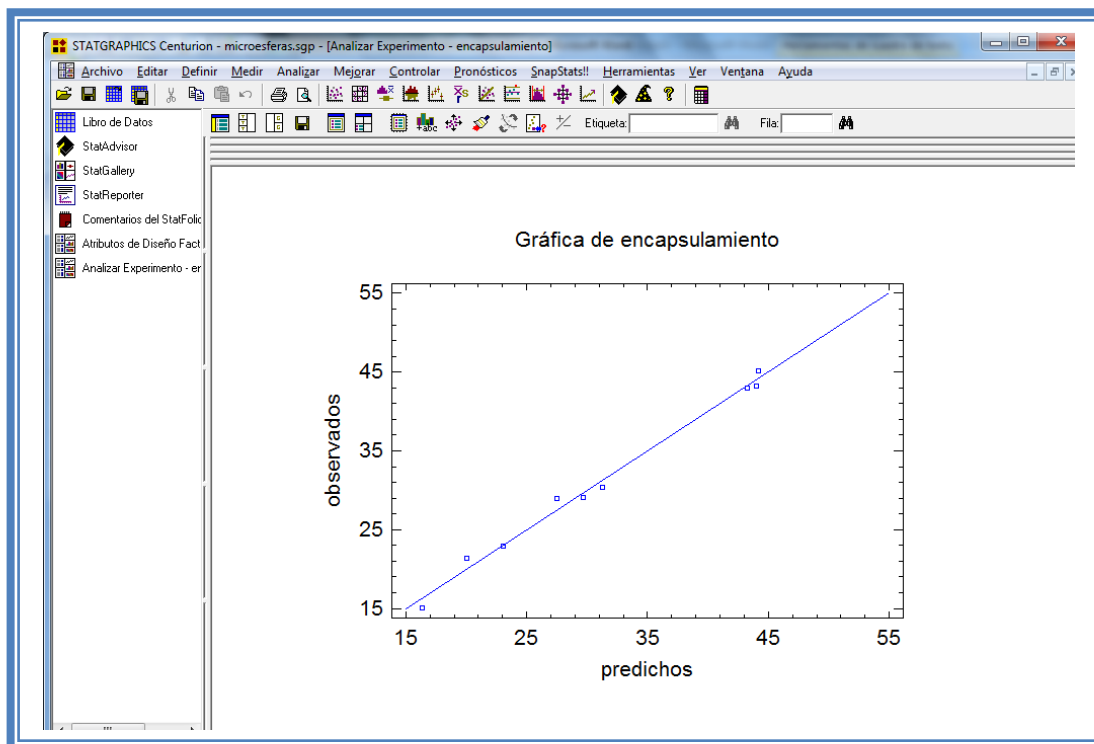 STATGRAPHICS Centurion - microesferas.sgp - [Analizar Experimento - encapsulamiento]
Archivo Editar Definir Medir Analizar Mejorar Controlar Pronósticos SnapStats!! Herramientas Ver Ventana Ayuda
Etiqueta: Fila:
Libro de Datos
StatAdvisor
StatGallery
StatReporter
Comentarios del StatFolio
Atributos de Diseño Fact
Analizar Experimento - er
Gráfica de encapsulamiento
55
45
35
25
15
observados
15 25 35 45 55
predichos